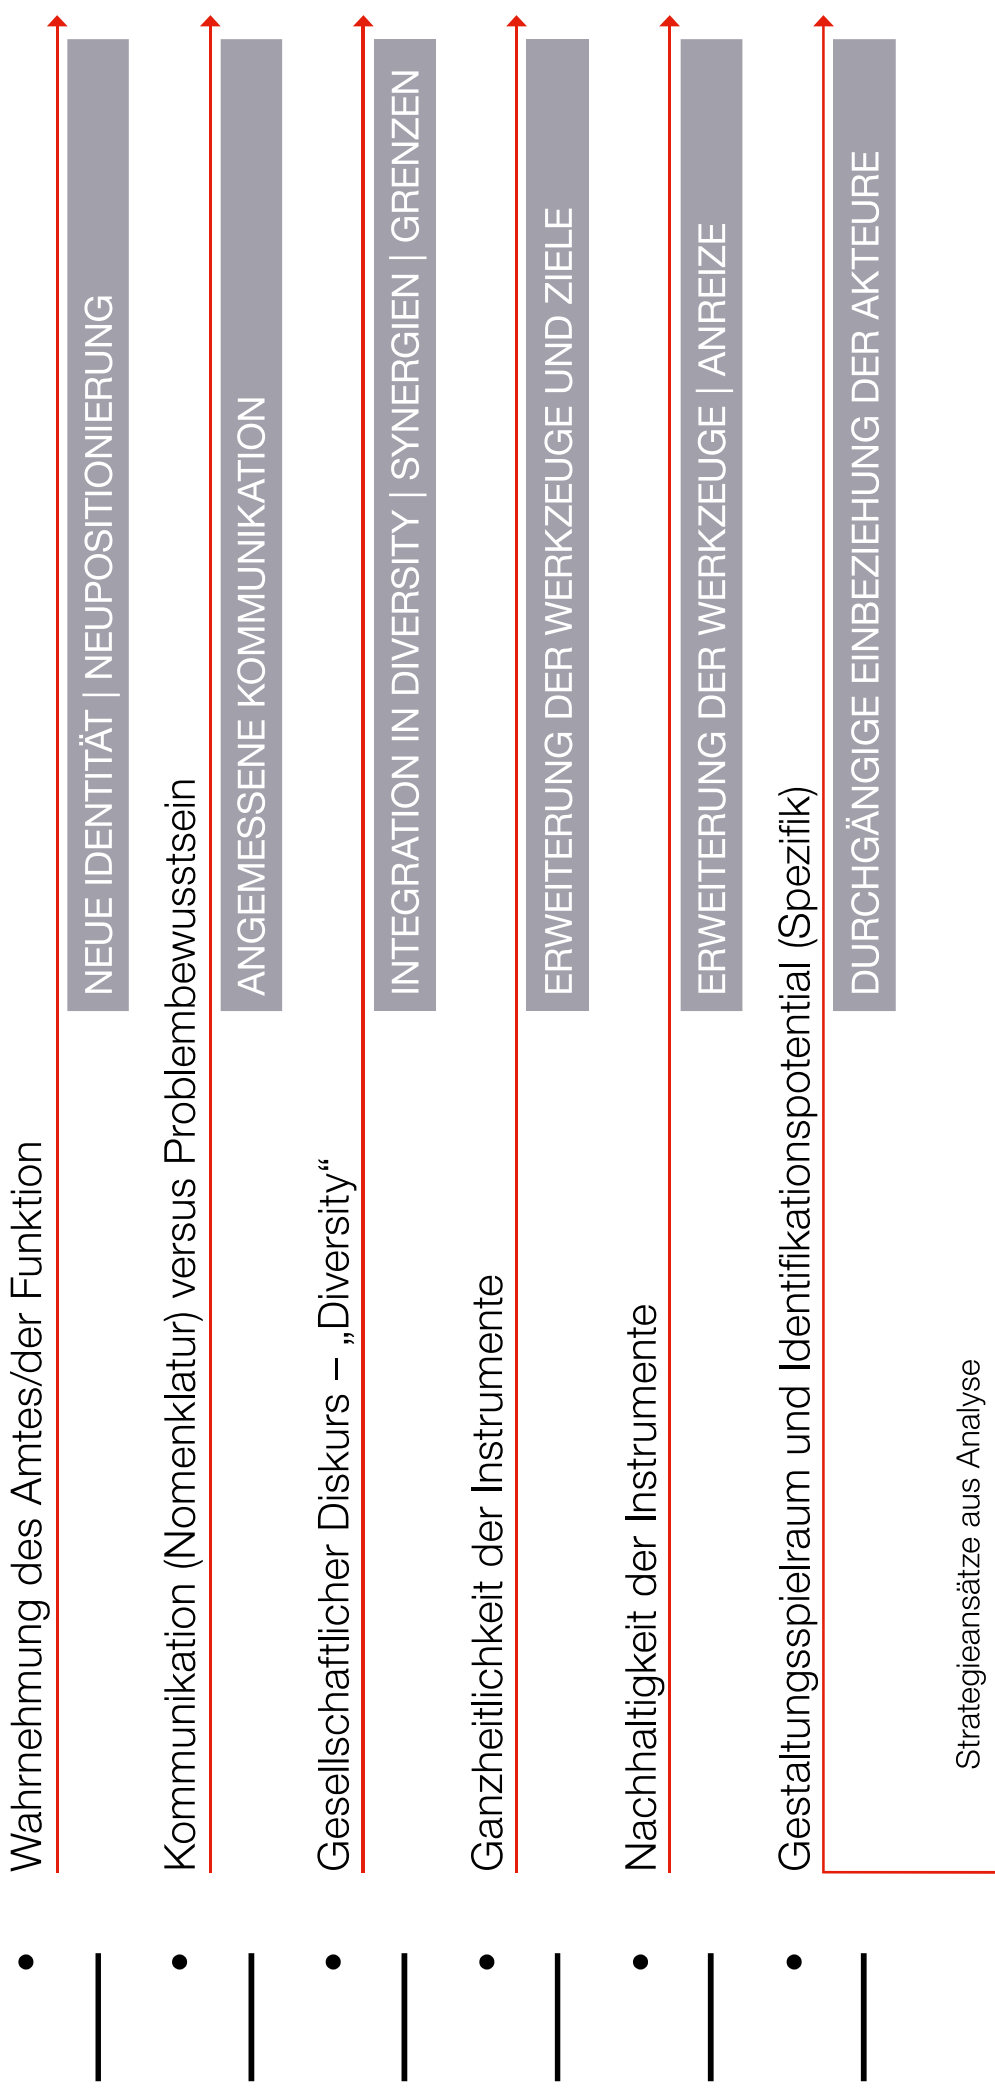 Wahrnehmung des Amtes/der Funktion
NEUE IDENTITÄT | NEUPOSITIONIERUNG
Kommunikation (Nomenklatur) versus Problembewusstsein
ANGEMESSENE KOMMUNIKATION
Gesellschaftlicher Diskurs – „Diversity“
INTEGRATION IN DIVERSITY | SYNERGIEN | GRENZEN
Ganzheitlichkeit der Instrumente
ERWEITERUNG DER WERKZEUGE UND ZIELE
Nachhaltigkeit der Instrumente
ERWEITERUNG DER WERKZEUGE | ANREIZE
Gestaltungsspielraum und Identifikationspotential (Spezifik)
DURCHGÄNGIGE EINBEZIEHUNG DER AKTEURE
Strategieansätze aus Analyse